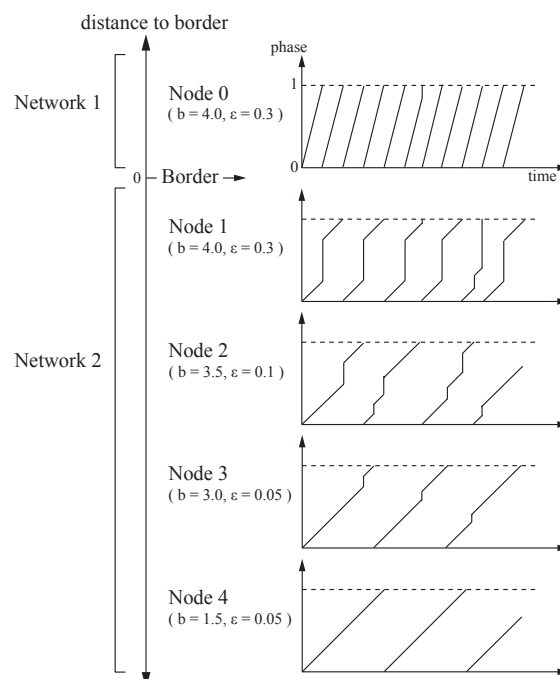 distance to border
phase
1
Network 1
Node 0
( b = 4.0, ε = 0.3 )
0
0
Border
time
Node 1
( b = 4.0, ε = 0.3 )
Node 2
( b = 3.5, ε = 0.1 )
Network 2
Node 3
( b = 3.0, ε = 0.05 )
Node 4
( b = 1.5, ε = 0.05 )